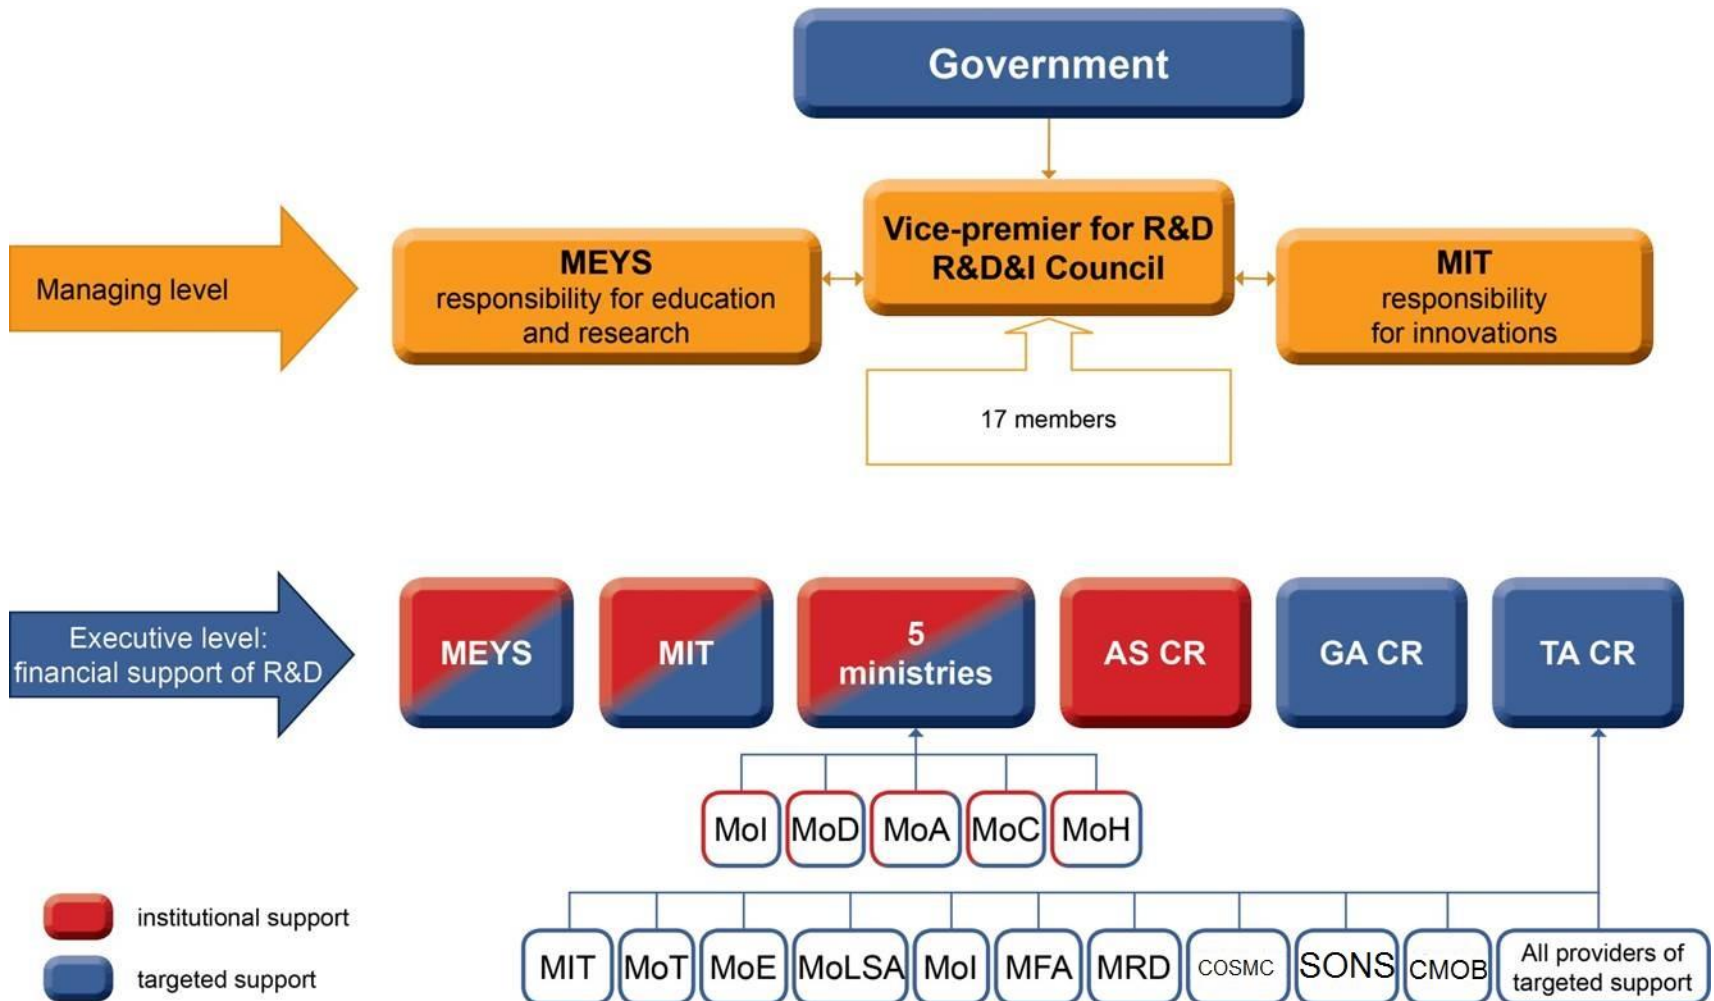 Government
Managing level
MEYS
responsibility for education
and research
Vice-premier for R&D
R&D&I Council
MIT
responsibility
for innovations
17 members
Executive level:
financial support of R&D
MEYS
MIT
5
ministries
AS CR
GA CR
TA CR
MoI
MoD
MoA
MoC
MoH
institutional support
targeted support
MIT
MoT
MoE
MoLSA
MoI
MFA
MRD
COSMC
SONS
CMOB
All providers of
targeted support